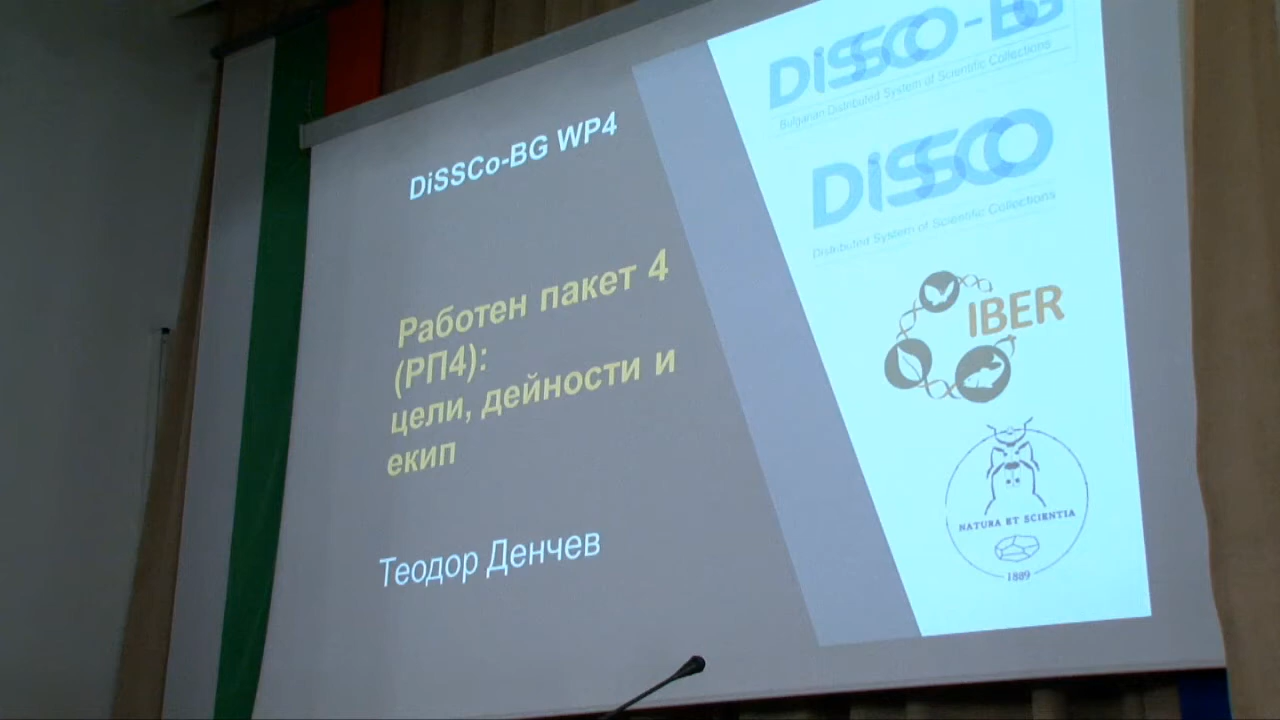 DiSSCo-BG WP4
Работен пакет 4
(РП4):
цели, дейности и
екип
Теодор Денчев
DiSSCO-BG
Bulgarian Distributed System of Scientific Collections
DiSSCO
Distributed System of Scientific Collections
IBER
NATURA ET SCIENTIA
1889